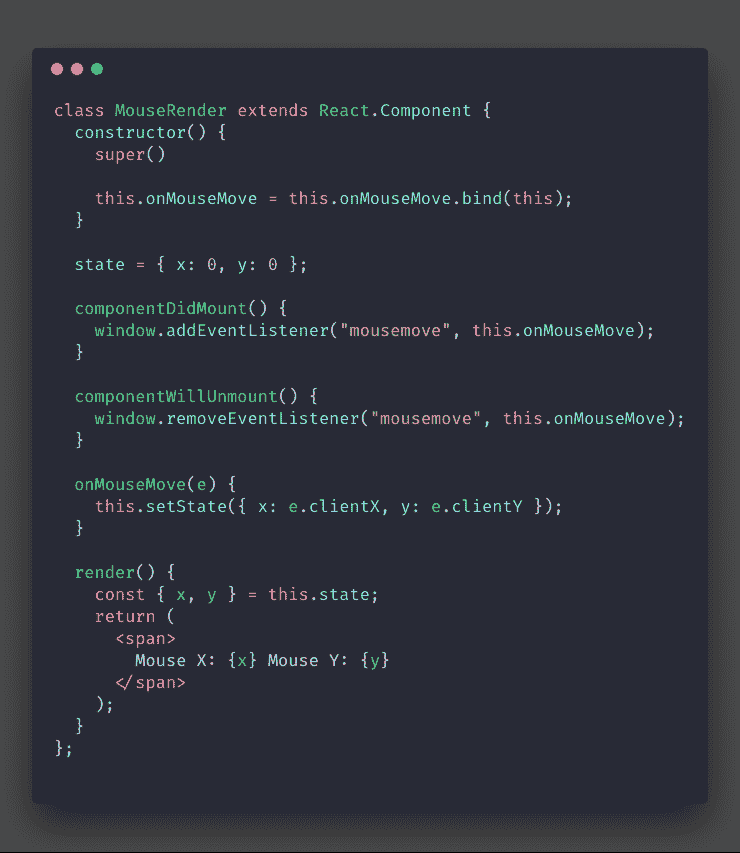 class MouseRender extends React.Component {
  constructor() {
    super()

    this.onMouseMove = this.onMouseMove.bind(this);
  }

  state = { x: 0, y: 0 };

  componentDidMount() {
    window.addEventListener("mousemove", this.onMouseMove);
  }

  componentWillUnmount() {
    window.removeEventListener("mousemove", this.onMouseMove);
  }

  onMouseMove(e) {
    this.setState({ x: e.clientX, y: e.clientY });
  }

  render() {
    const { x, y } = this.state;
    return (
      <span>
        Mouse X: {x} Mouse Y: {y}
      </span>
    );
  }
};